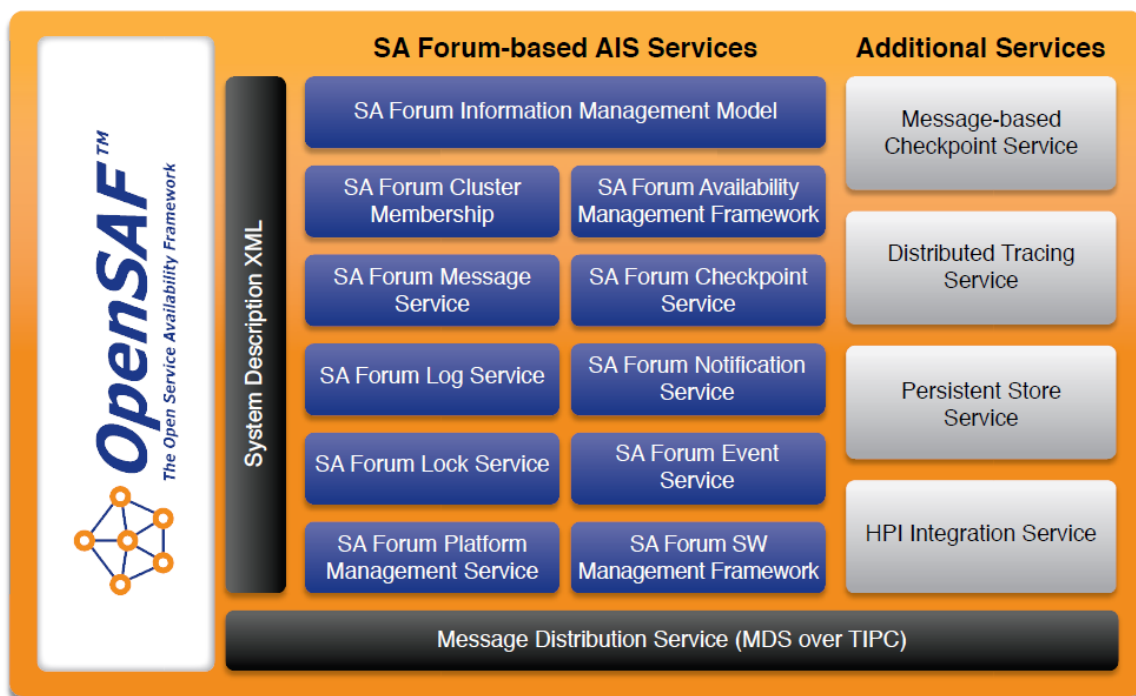 OpenSAF™
The Open Service Availability Framework
System Description XML
SA Forum-based AIS Services
SA Forum Information Management Model
SA Forum Cluster
Membership
SA Forum Availability
Management Framework
SA Forum Message
Service
SA Forum Checkpoint
Service
SA Forum Log Service
SA Forum Notification
Service
SA Forum Lock Service
SA Forum Event
Service
SA Forum Platform
Management Service
SA Forum SW
Management Framework
Additional Services
Message-based
Checkpoint Service
Distributed Tracing
Service
Persistent Store
Service
HPI Integration Service
Message Distribution Service (MDS over TIPC)